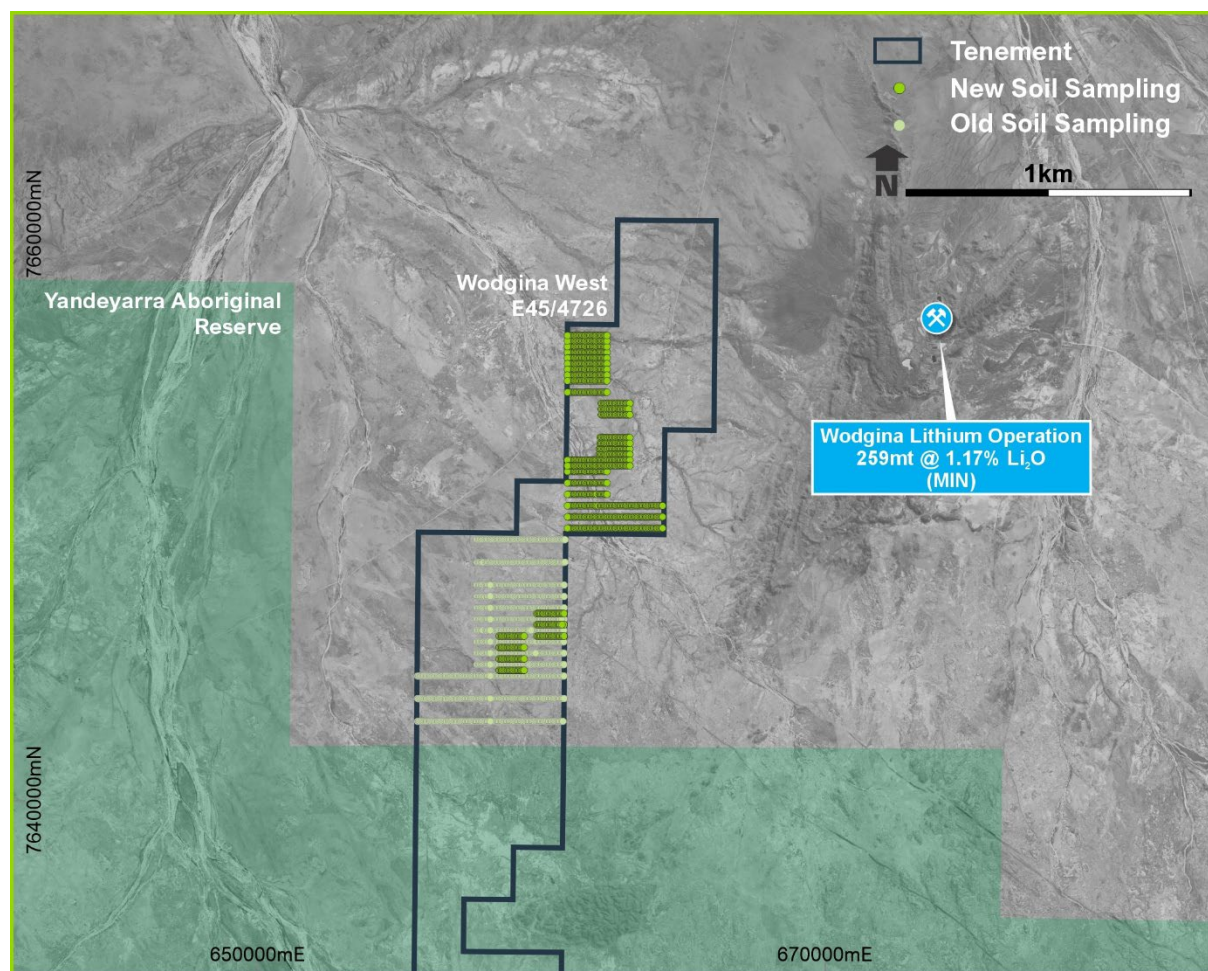 Tenement
New Soil Sampling
Old Soil Sampling
N
1km
7660000mN
Wodgina West
E45/4726
Yandeyarra Aboriginal
Reserve
Wodgina Lithium Operation
259mt @ 1.17% Li₂O
(MIN)
7640000mN
650000mE
670000mE